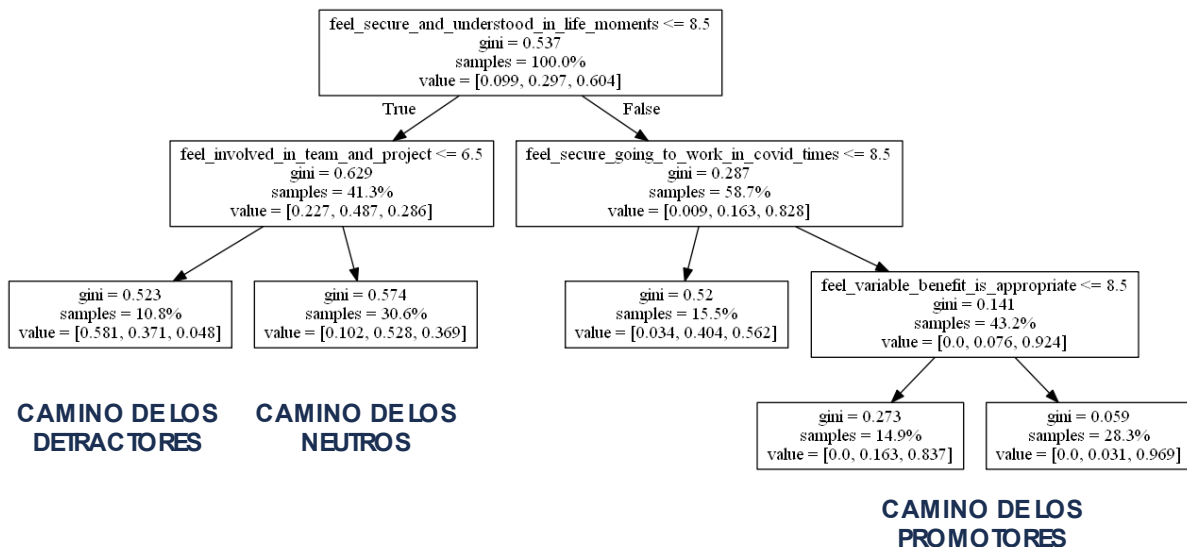 feel_secure_and_understood_in_life_moments <= 8.5
gini = 0.537
samples = 100.0%
value = [0.099, 0.297, 0.604]
True
False
feel_involved_in_team_and_project <= 6.5
gini = 0.629
samples = 41.3%
value = [0.227, 0.487, 0.286]
feel_secure_going_to_work_in_covid_times <= 8.5
gini = 0.287
samples = 58.7%
value = [0.009, 0.163, 0.828]
gini = 0.523
samples = 10.8%
value = [0.581, 0.371, 0.048]
gini = 0.574
samples = 30.6%
value = [0.102, 0.528, 0.369]
gini = 0.52
samples = 15.5%
value = [0.034, 0.404, 0.562]
feel_variable_benefit_is_appropriate <= 8.5
gini = 0.141
samples = 43.2%
value = [0.0, 0.076, 0.924]
CAMINO DE LOS
DETRACTORES
CAMINO DE LOS
NEUTROS
gini = 0.273
samples = 14.9%
value = [0.0, 0.163, 0.837]
gini = 0.059
samples = 28.3%
value = [0.0, 0.031, 0.969]
CAMINO DE LOS
PROMOTORES